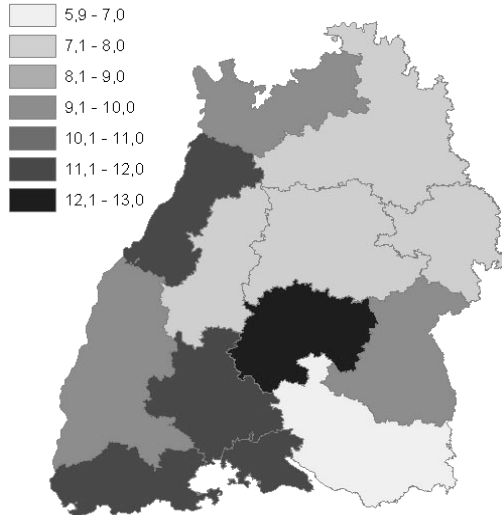 5,9 – 7,0
7,1 – 8,0
8,1 – 9,0
9,1 – 10,0
10,1 – 11,0
11,1 – 12,0
12,1 – 13,0